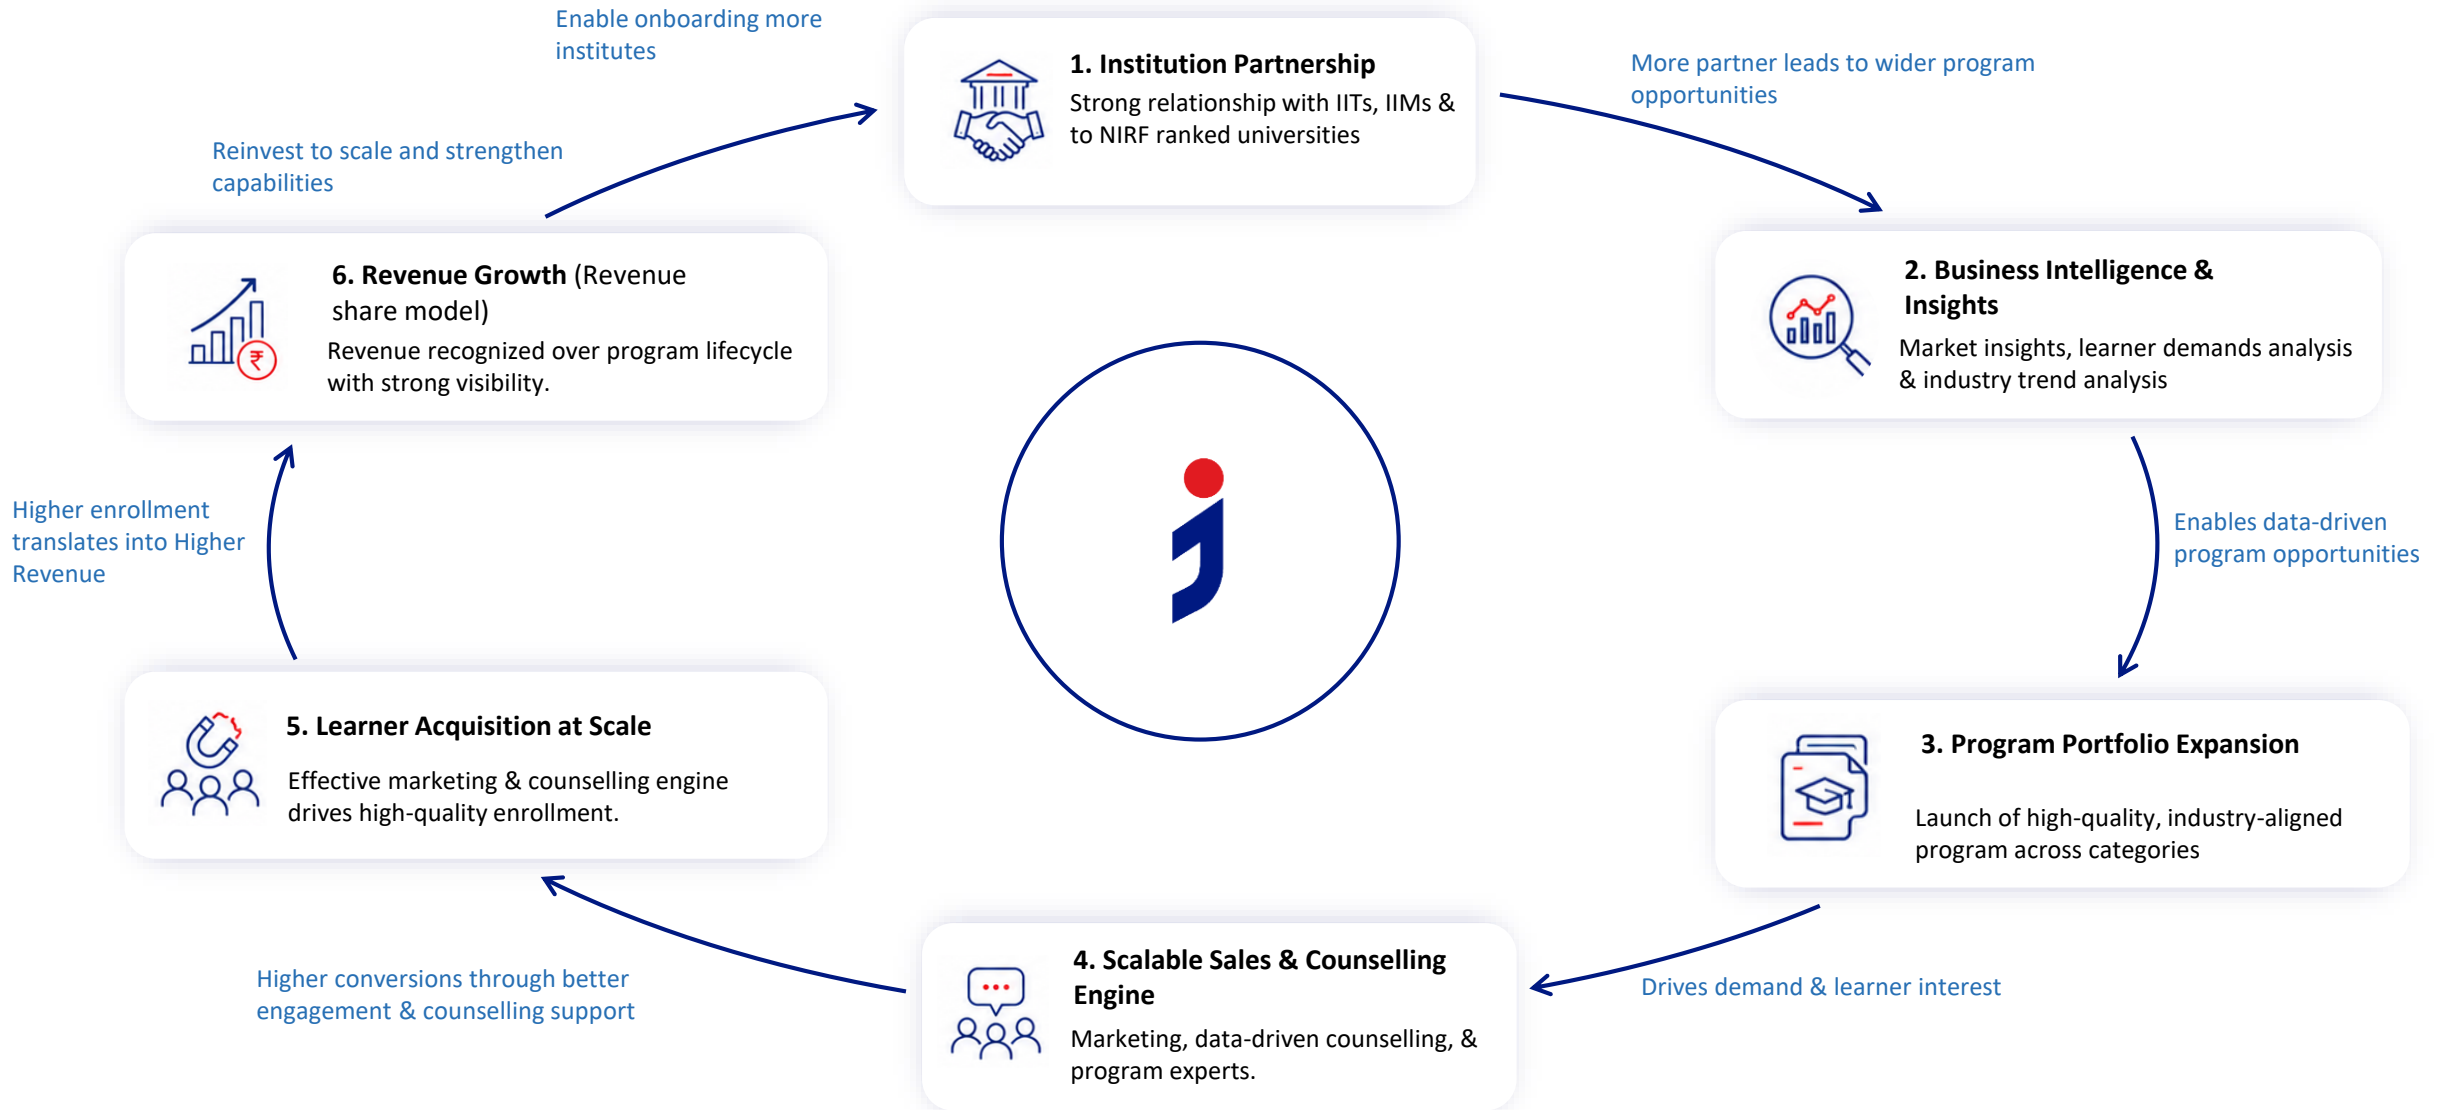 Enable onboarding more
institutes
1. Institution Partnership
Strong relationship with IITs, IIMs &
to NIRF ranked universities
More partner leads to wider program
opportunities
2. Business Intelligence &
Insights
Market insights, learner demands analysis
& industry trend analysis
Enables data-driven
program opportunities
3. Program Portfolio Expansion
Launch of high-quality, industry-aligned
program across categories
Drives demand & learner interest
4. Scalable Sales & Counselling
Engine
Marketing, data-driven counselling, &
program experts.
Higher conversions through better
engagement & counselling support
5. Learner Acquisition at Scale
Effective marketing & counselling engine
drives high-quality enrollment.
Higher enrollment
translates into Higher
Revenue
6. Revenue Growth (Revenue
share model)
Revenue recognized over program lifecycle
with strong visibility.
₹
Reinvest to scale and strengthen
capabilities